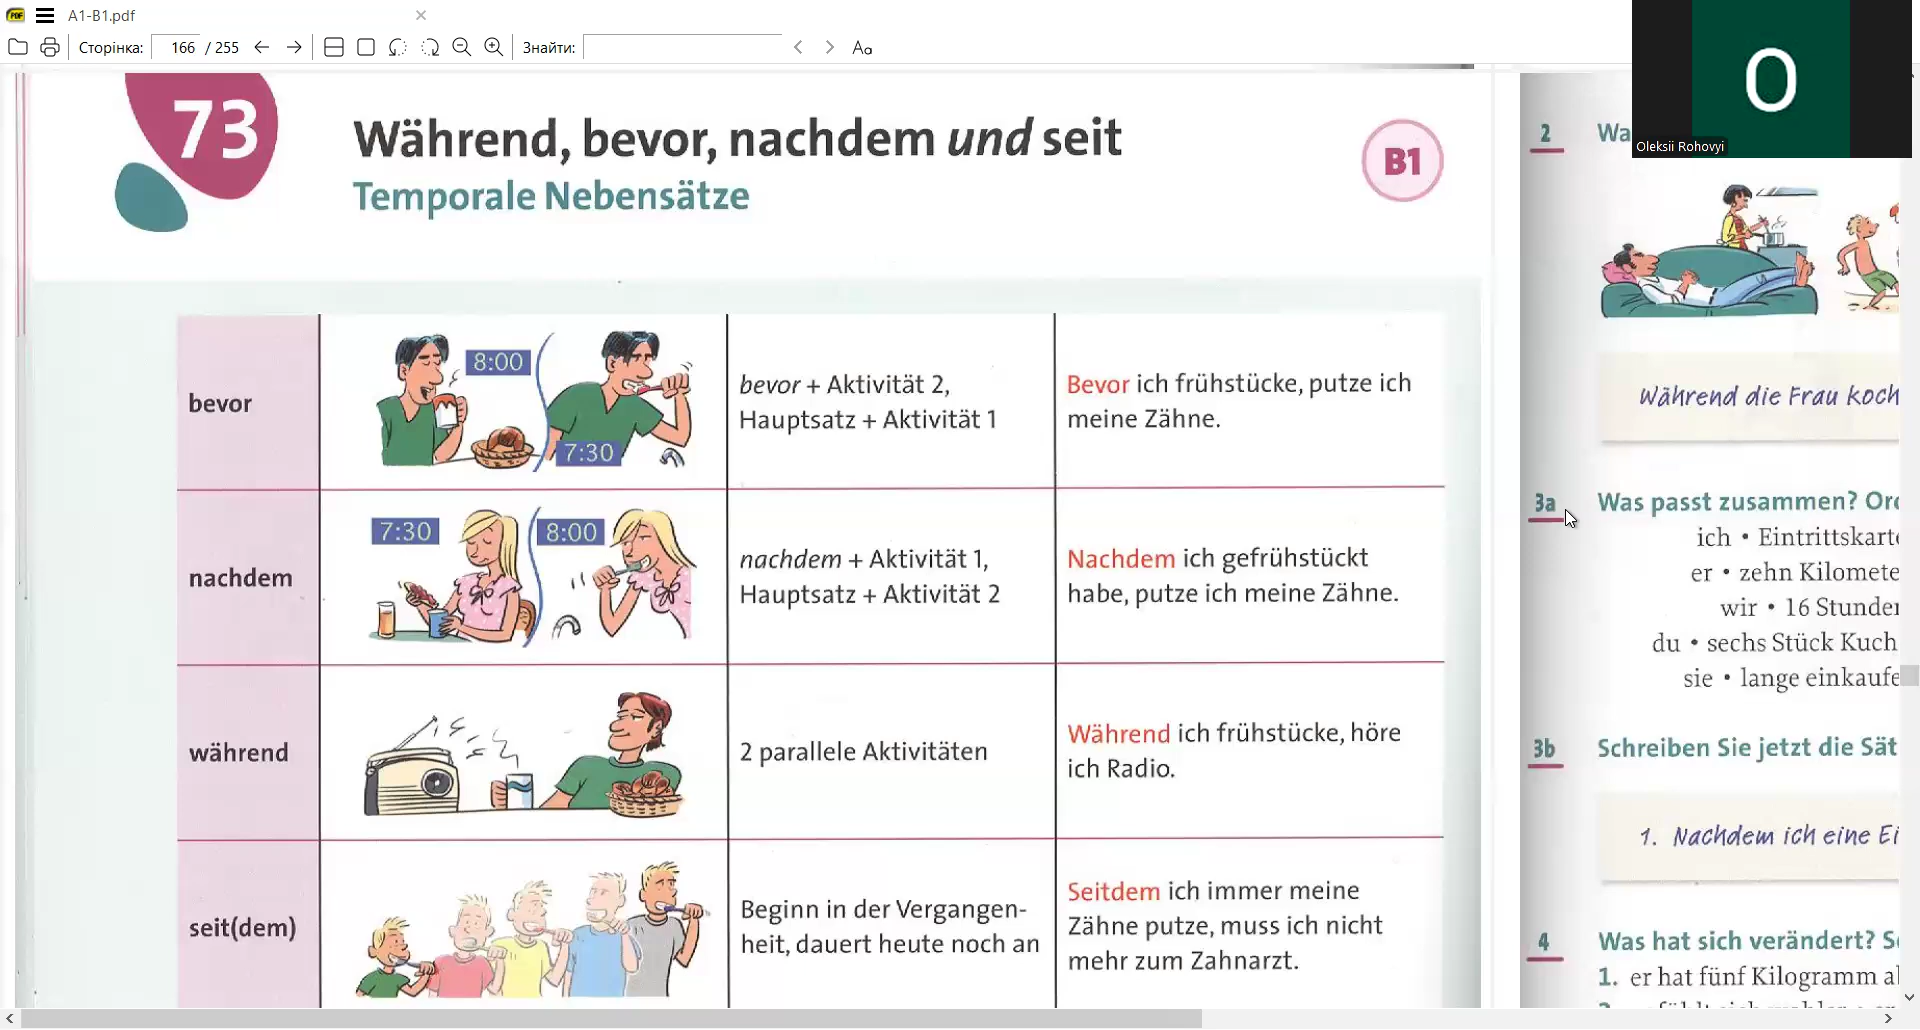 A1-B1.pdf
Сторінка: 166 / 255
Знайти:
Aa
O
Oleksii Rohovyi
73
Während, bevor, nachdem und seit
Temporale Nebensätze
B1
bevor
8:00
7:30
bevor + Aktivität 2,
Hauptsatz + Aktivität 1
Bevor ich frühstücke, putze ich
meine Zähne.
nachdem
7:30
8:00
nachdem + Aktivität 1,
Hauptsatz + Aktivität 2
Nachdem ich gefrühstückt
habe, putze ich meine Zähne.
während
2 parallele Aktivitäten
Während ich frühstücke, höre
ich Radio.
seit(dem)
Beginn in der Vergangen-
heit, dauert heute noch an
Seitdem ich immer meine
Zähne putze, muss ich nicht
mehr zum Zahnarzt.
2 Wa
Während die Frau koch
3a Was passt zusammen? Or
ich • Eintrittskart
er • zehn Kilomete
wir • 16 Stunde
du • sechs Stück Kuch
sie • lange einkaufe
3b Schreiben Sie jetzt die Sät
1. Nachdem ich eine Ei
4 Was hat sich verändert? S
1. er hat fünf Kilogramm a